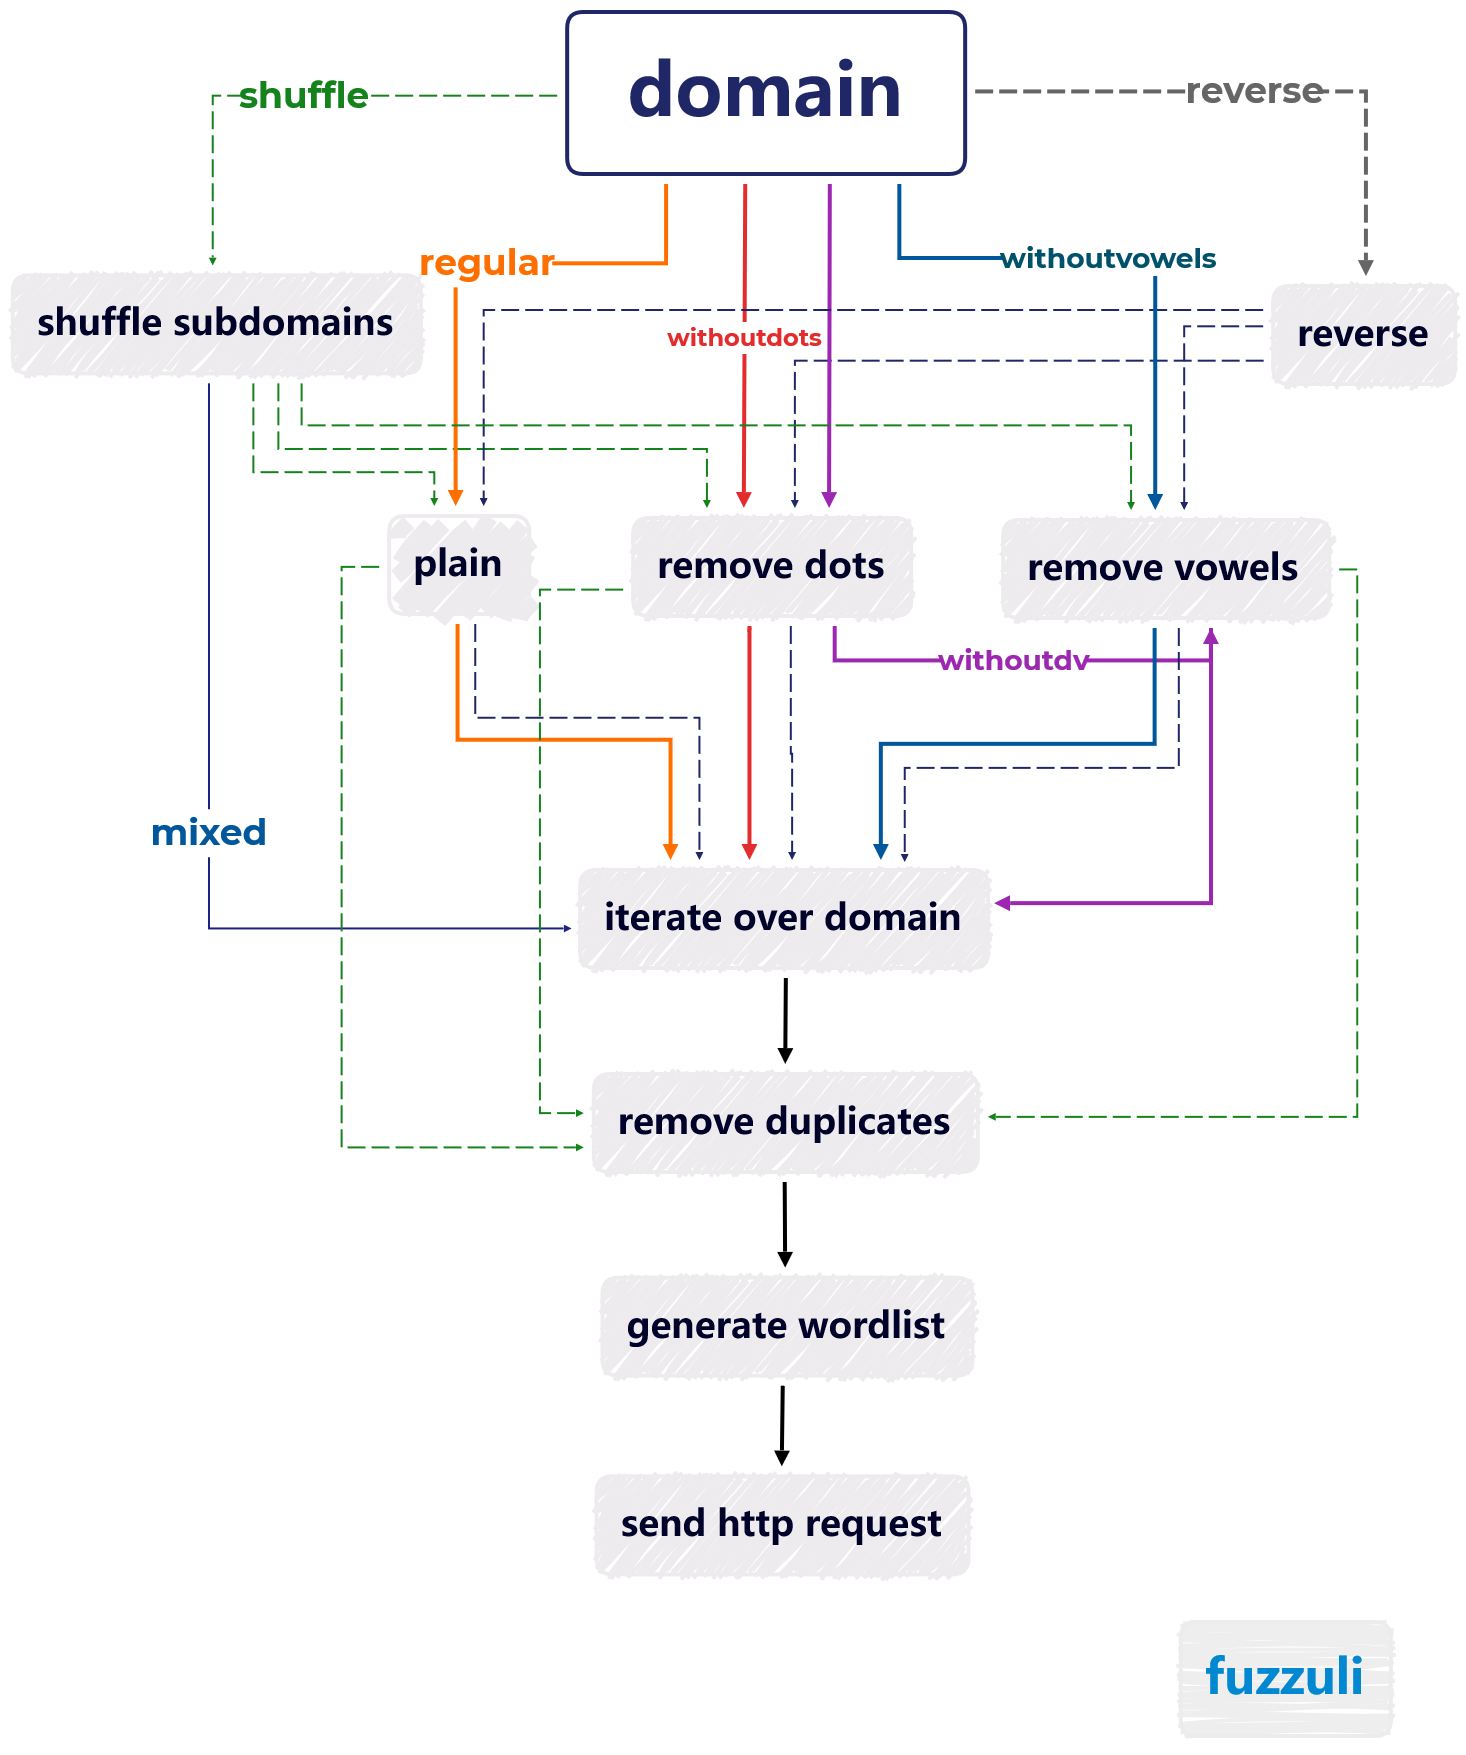 domain
shuffle
reverse
regular
withoutvowels
shuffle subdomains
withoutdots
reverse
plain
remove dots
remove vowels
withoutdv
mixed
iterate over domain
remove duplicates
generate wordlist
send http request
fuzzuli